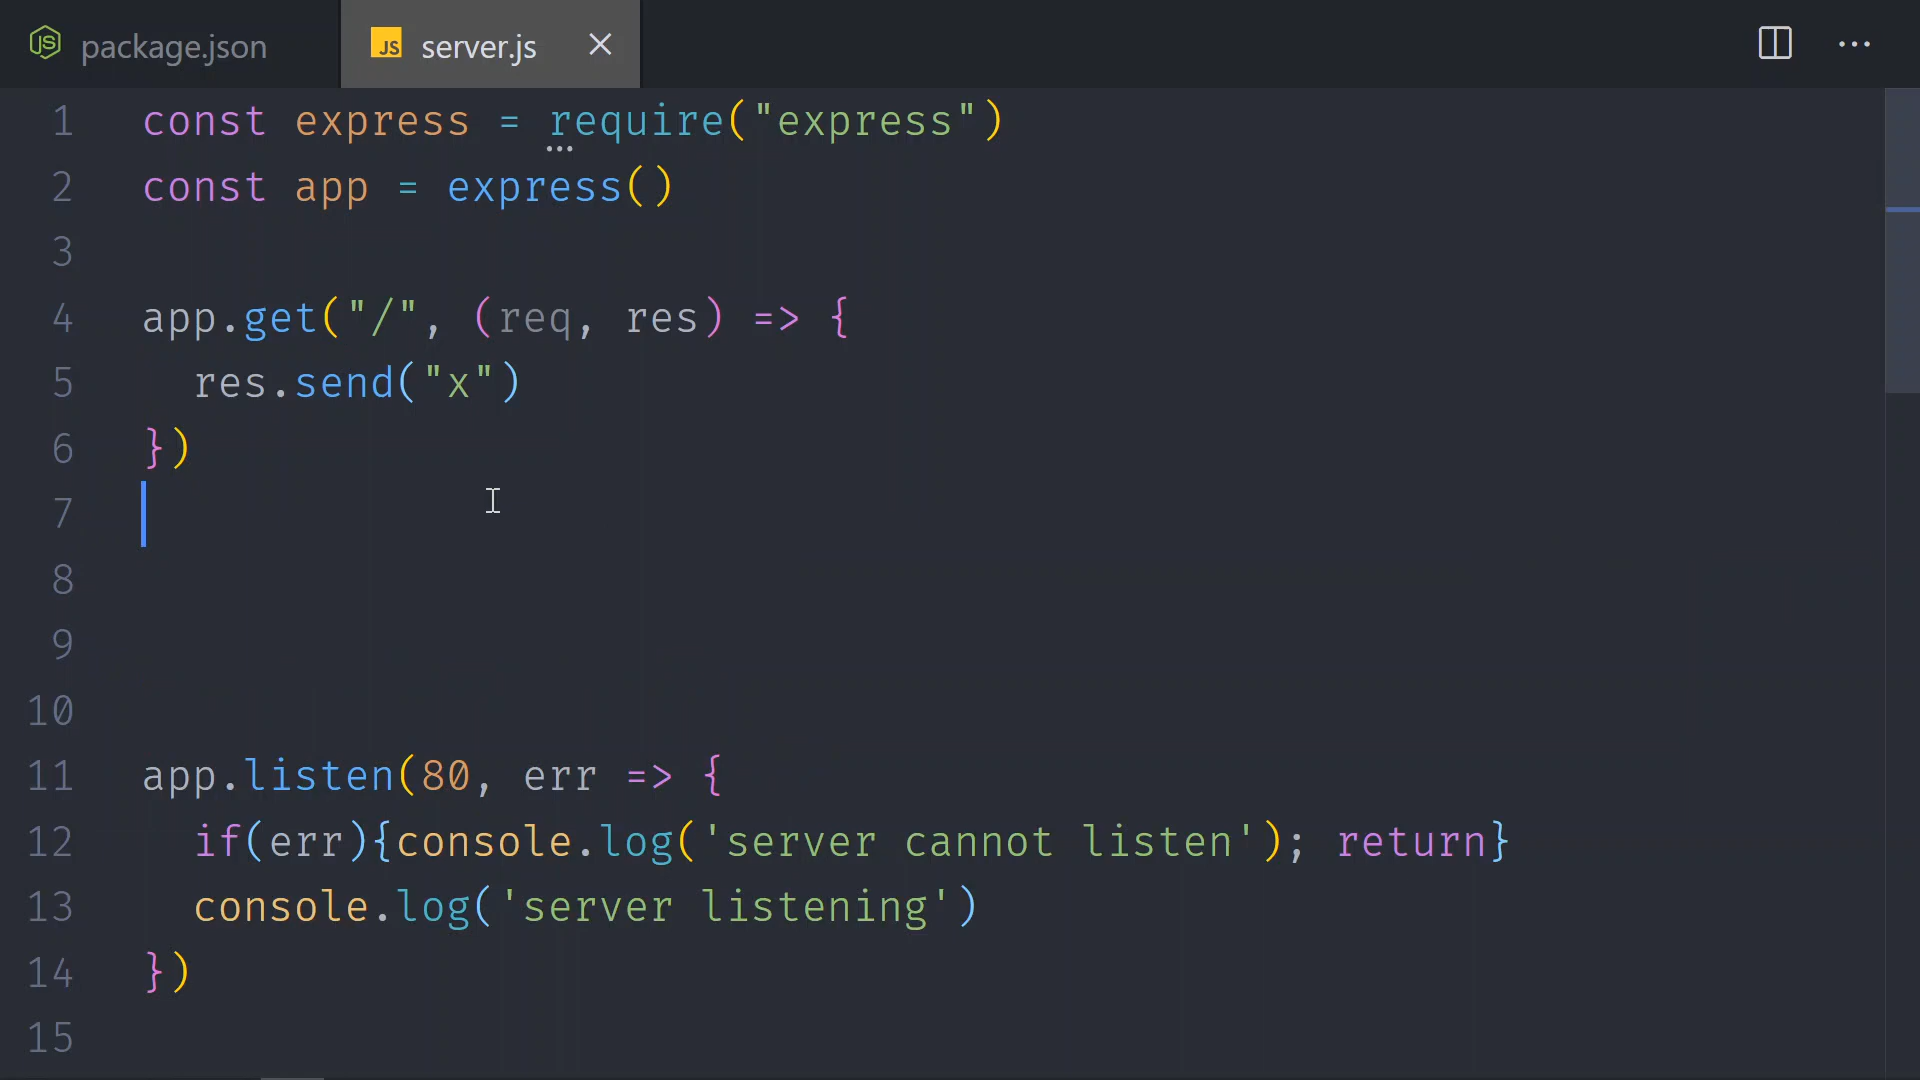 package.json
JS server.js
1 const express = require("express")
2 const app = express()
3
4 app.get("/", (req, res) => {
5   res.send("x")
6 })
7
8
9
10
11 app.listen(80, err => {
12   if(err){console.log('server cannot listen'); return}
13   console.log('server listening')
14 })
15